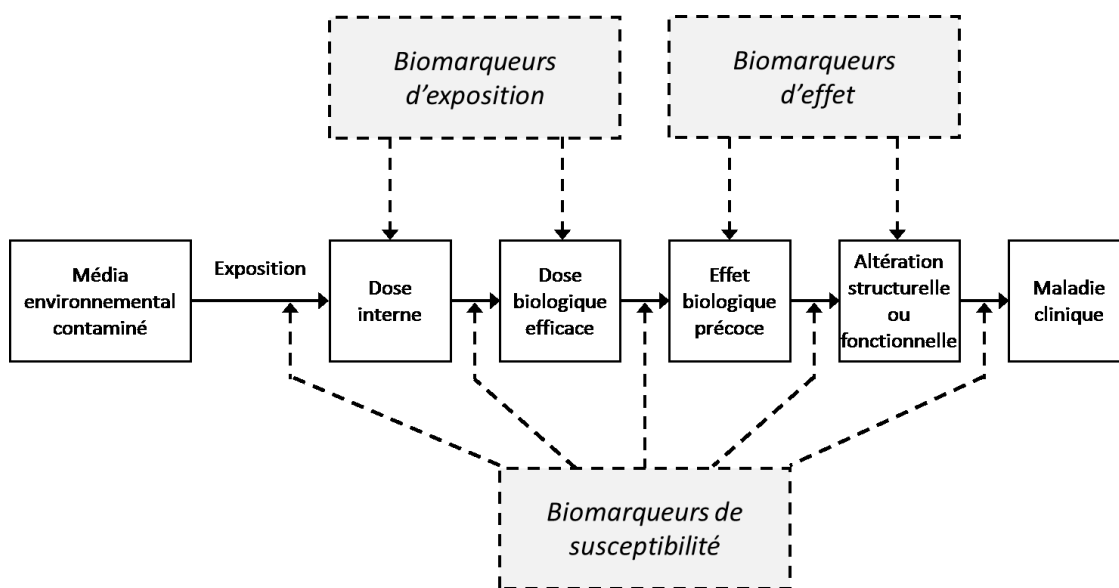 Biomarqueurs
d'exposition
Biomarqueurs
d'effet
Média
environnemental
contaminé
Exposition
Dose
interne
Dose
biologique
efficace
Effet
biologique
précoce
Altération
structurelle
ou
fonctionnelle
Maladie
clinique
Biomarqueurs de
susceptibilité